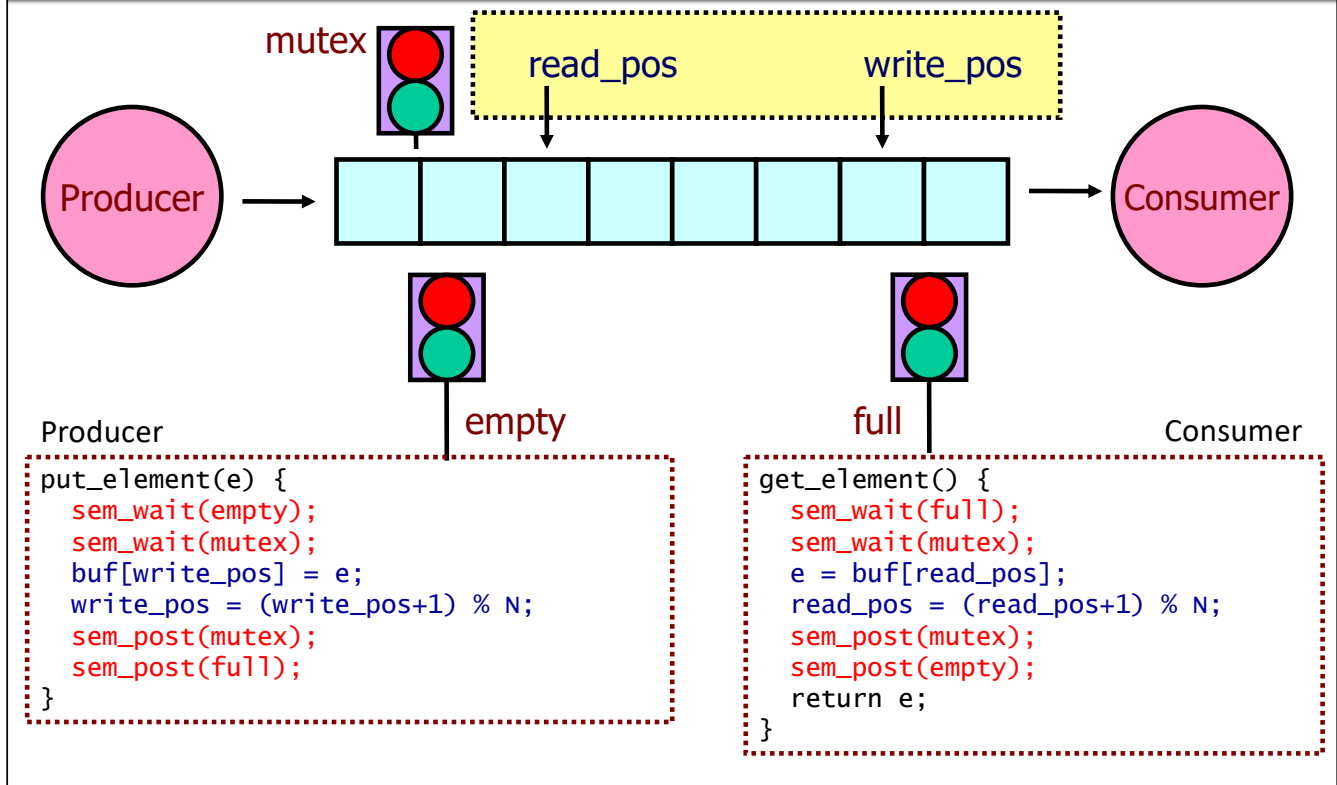 mutex
read_pos
write_pos
Producer
Consumer
empty
full
Producer
Consumer
put_element(e) {
  sem_wait(empty);
  sem_wait(mutex);
  buf[write_pos] = e;
  write_pos = (write_pos+1) % N;
  sem_post(mutex);
  sem_post(full);
}
get_element() {
  sem_wait(full);
  sem_wait(mutex);
  e = buf[read_pos];
  read_pos = (read_pos+1) % N;
  sem_post(mutex);
  sem_post(empty);
  return e;
}